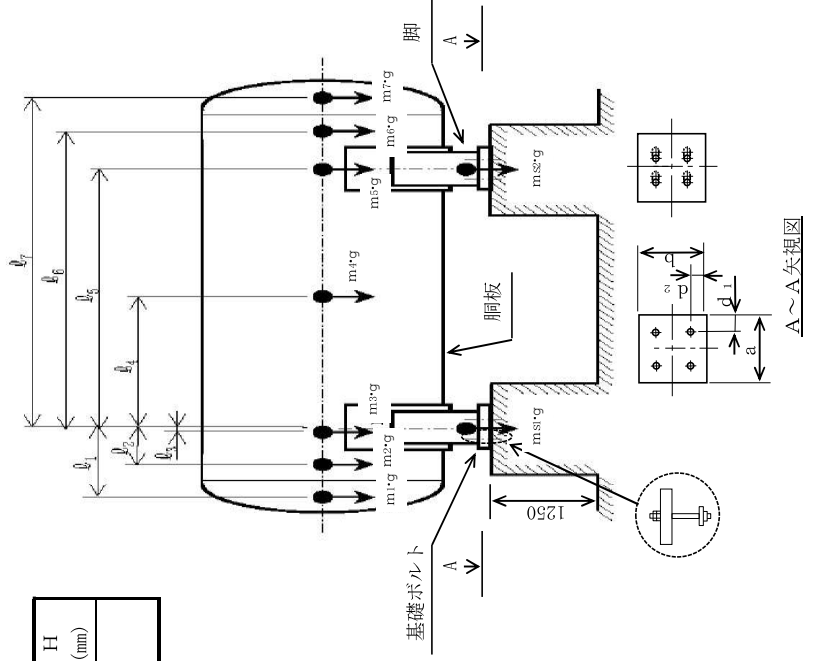 ℓ₇
ℓ₆
ℓ₅
ℓ₄
ℓ₁
ℓ₂
ℓ₃
脚
A
m₇·g
m₆·g
m₅·g
m₄·g
m₃·g
m₂·g
m₁·g
ms₂·g
ms₁·g
胴板
基礎ボルト
A
1250
H
(mm)
b
d₂
d₁
a
A～A矢視図